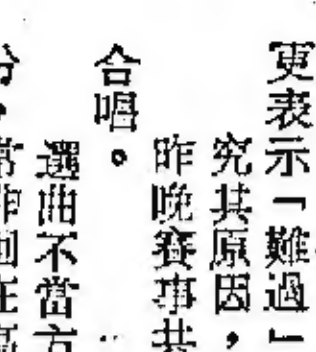 更表示「難過」
究其原因，
昨晚賽事共
合唱。
選曲不當方